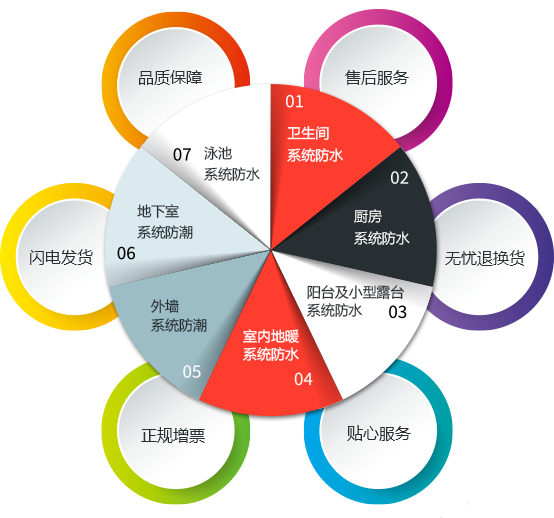 品质保障
售后服务
01
卫生间
系统防水
02
厨房
系统防水
无忧退换货
阳台及小型露台
系统防水
03
室内地暖
系统防水
04
外墙
系统防潮
05
地下室
系统防潮
06
07
泳池
系统防水
闪电发货
正规增票
贴心服务